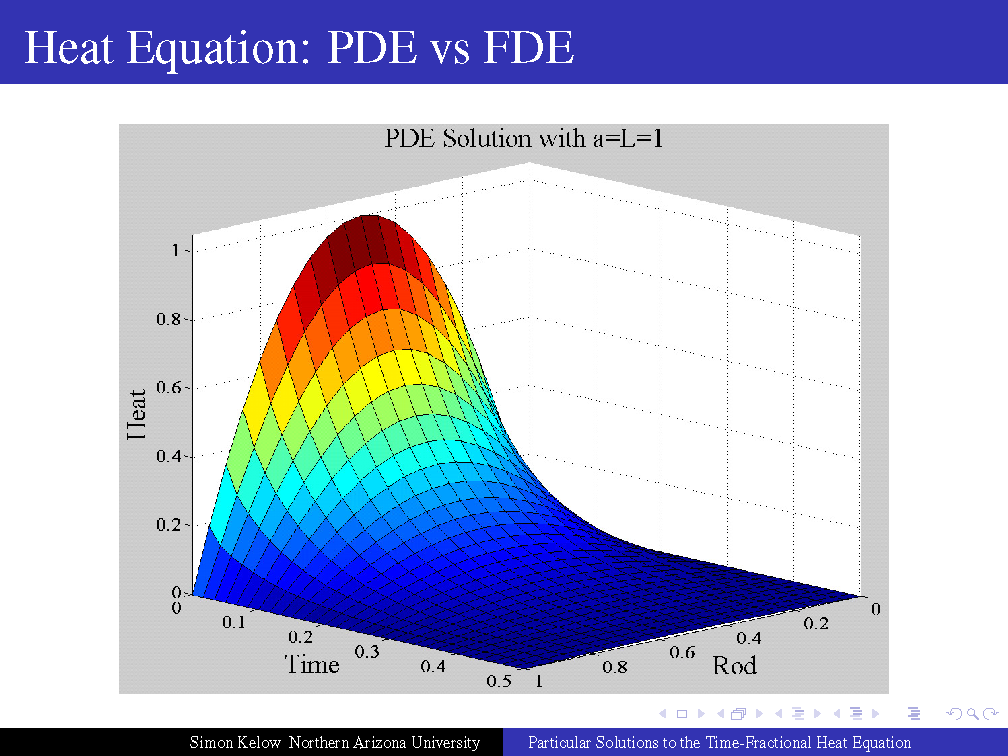 Heat Equation: PDE vs FDE
PDE Solution with a=L=1
1
0.8
0.6
0.4
0.2
0
Heat
0
0.1
0.2
0.3
0.4
0.5
Time
1
0.8
0.6
0.4
0.2
0
Rod
Simon Kelow Northern Arizona University
Particular Solutions to the Time-Fractional Heat Equation